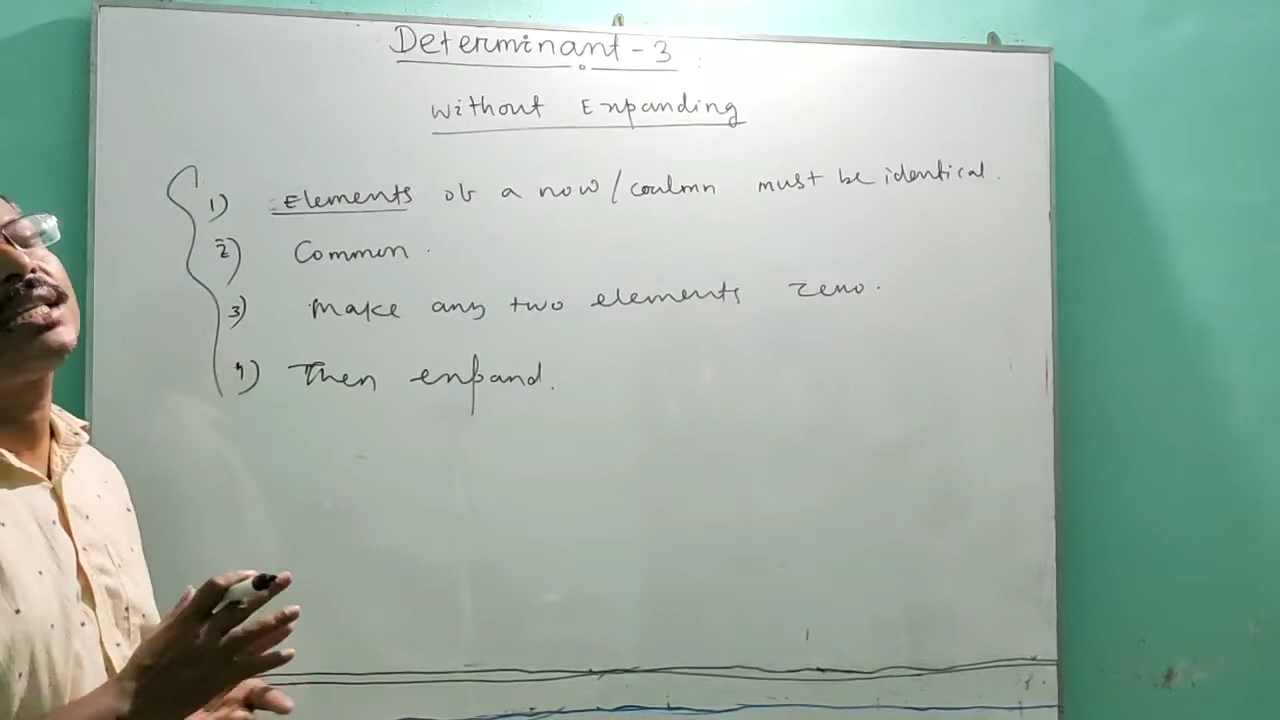 Determinant - 3
without Expanding
1) Elements of a row / coulmn must be identical.
2) Common.
3) Make any two elements zero.
4) Then expand.